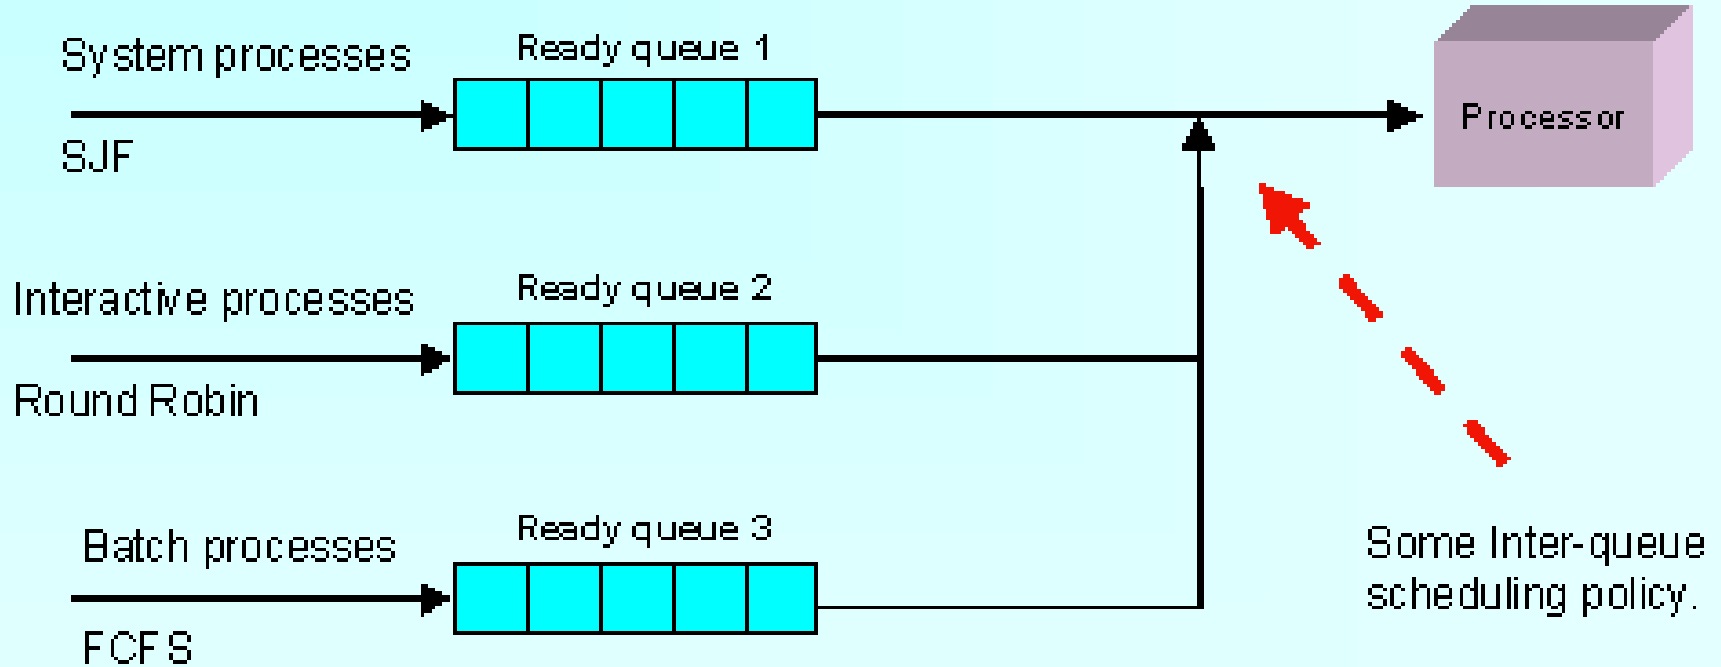 System processes
Ready queue 1
SJF
Processor
Interactive processes
Ready queue 2
Round Robin
Batch processes
Ready queue 3
FCFS
Some Inter-queue
scheduling policy.